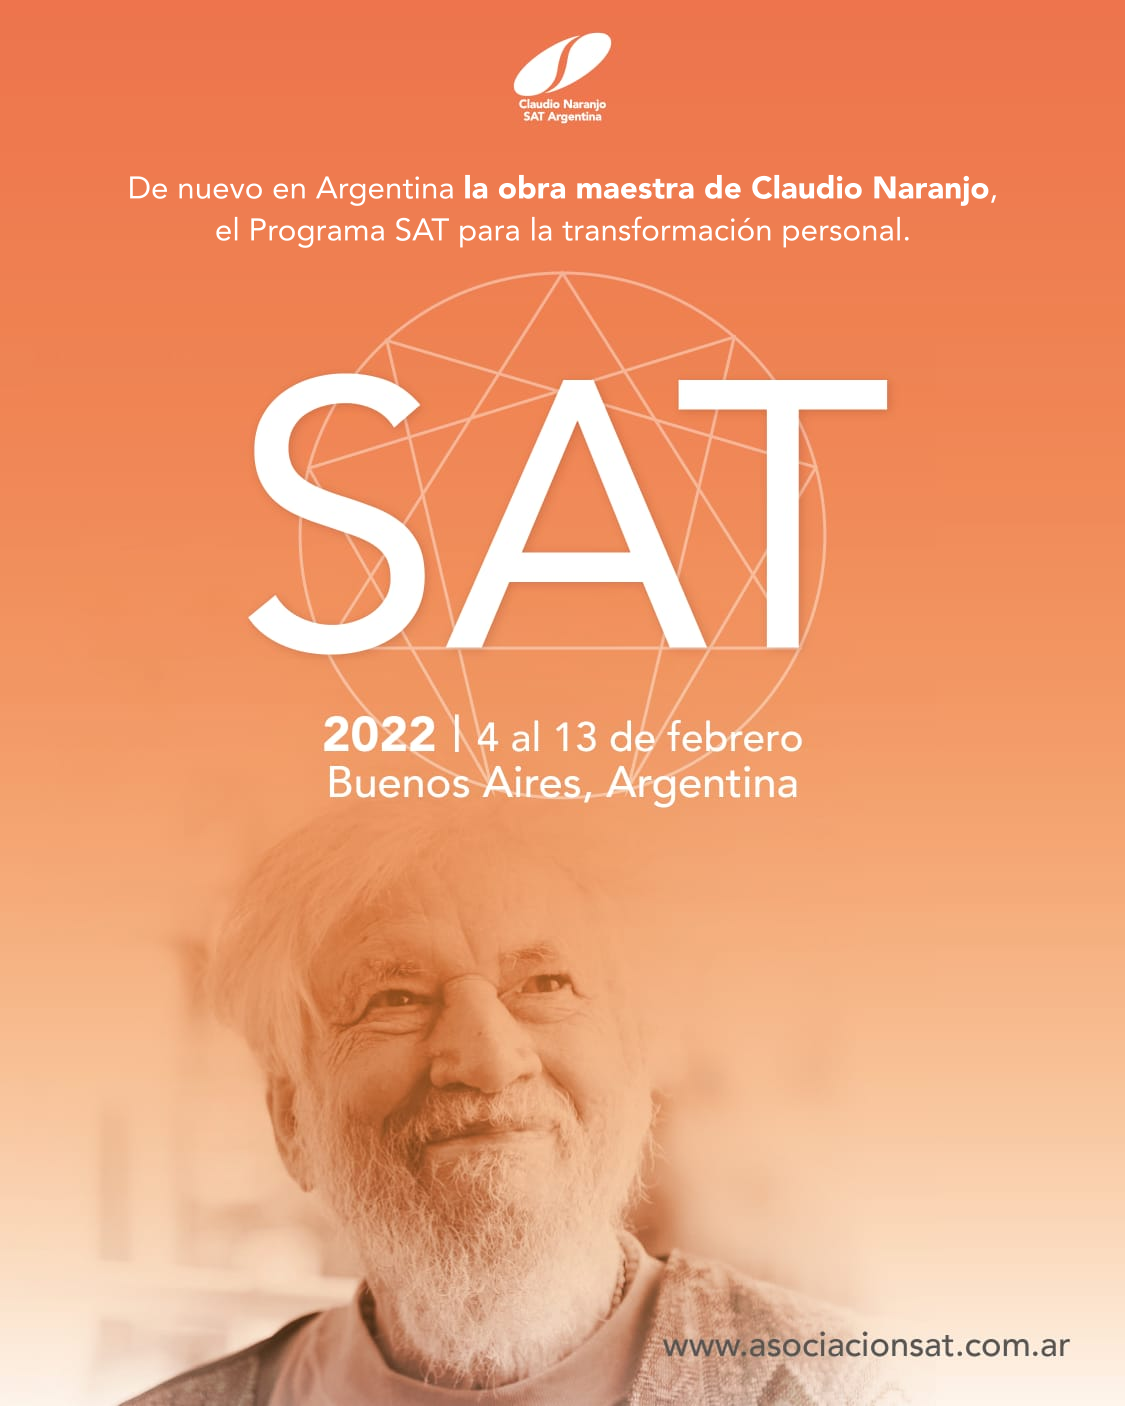 Claudio Naranjo
SAT Argentina
De nuevo en Argentina la obra maestra de Claudio Naranjo,
el Programa SAT para la transformación personal.
SAT
2022 | 4 al 13 de febrero
Buenos Aires, Argentina
www.asociacionsat.com.ar